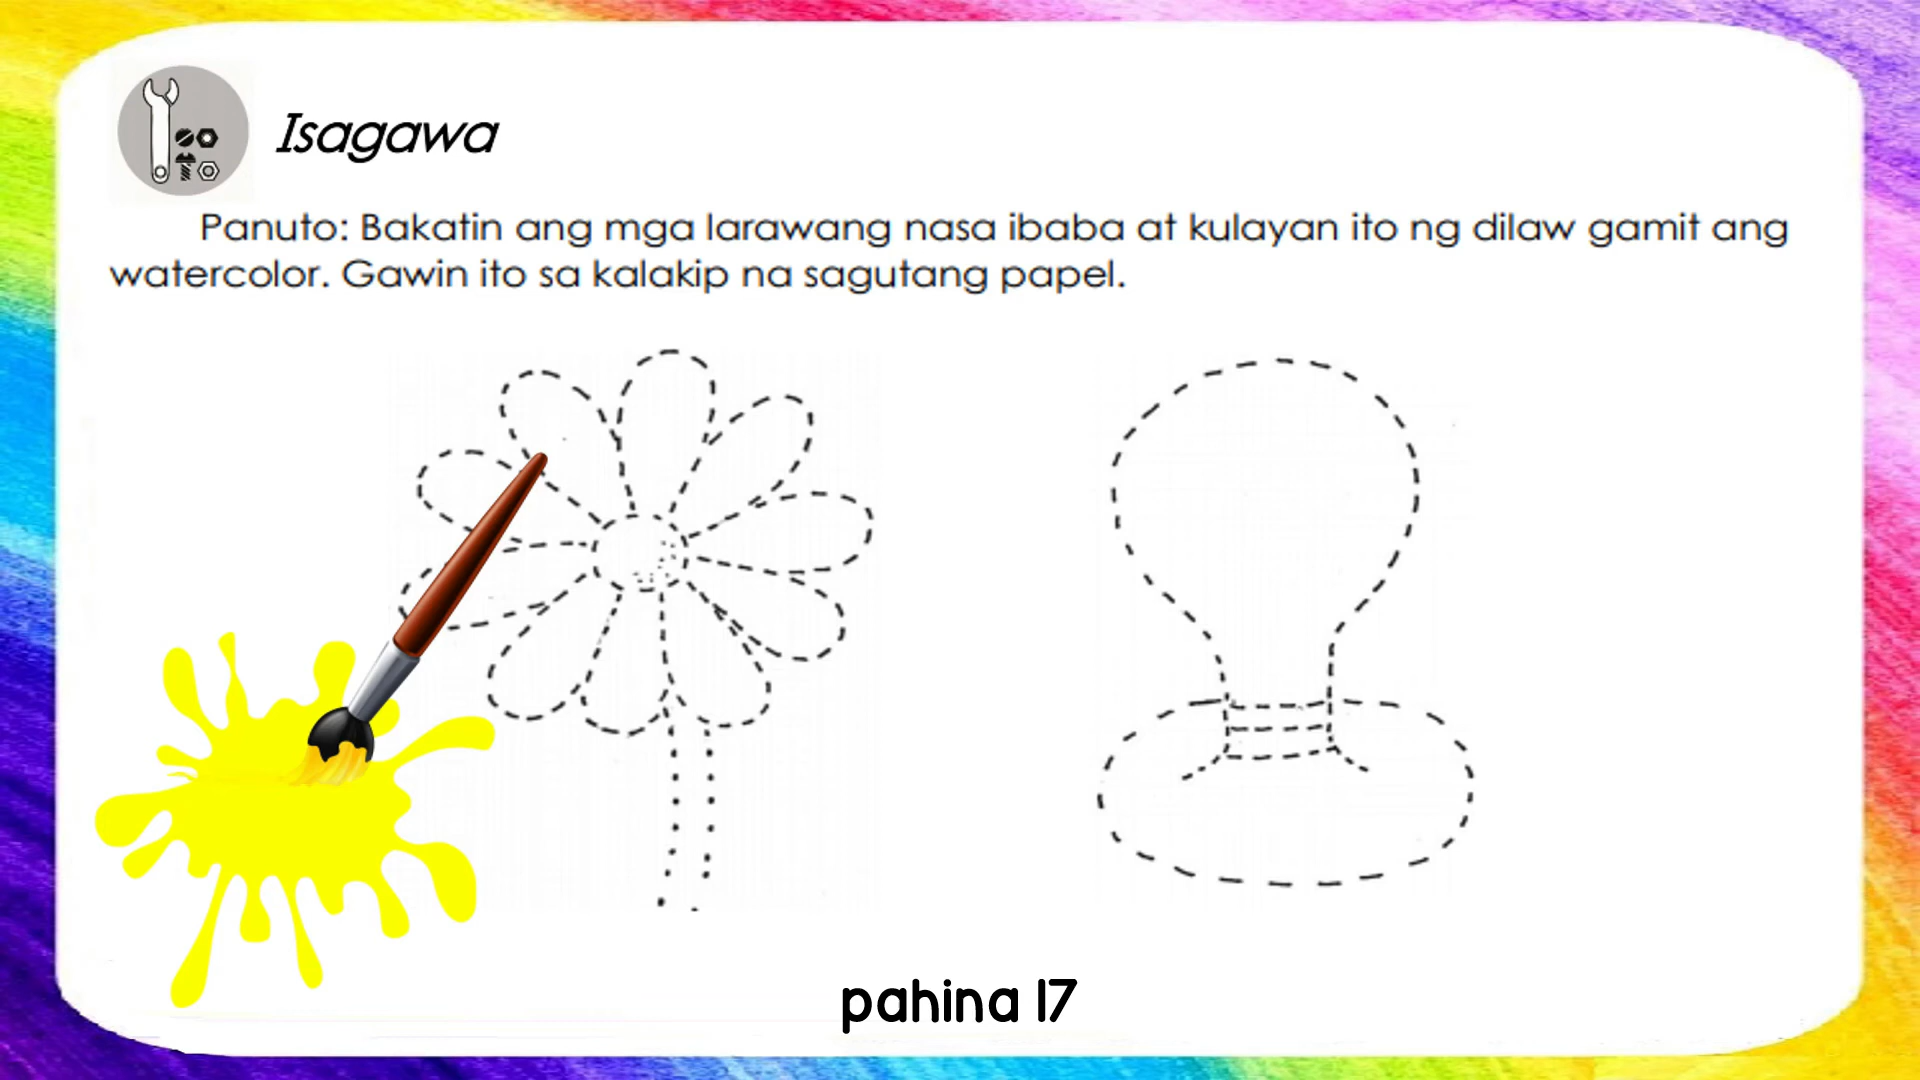 Isagawa
Panuto: Bakatin ang mga larawang nasa ibaba at kulayan ito ng dilaw gamit ang
watercolor. Gawin ito sa kalakip na sagutang papel.
pahina 17